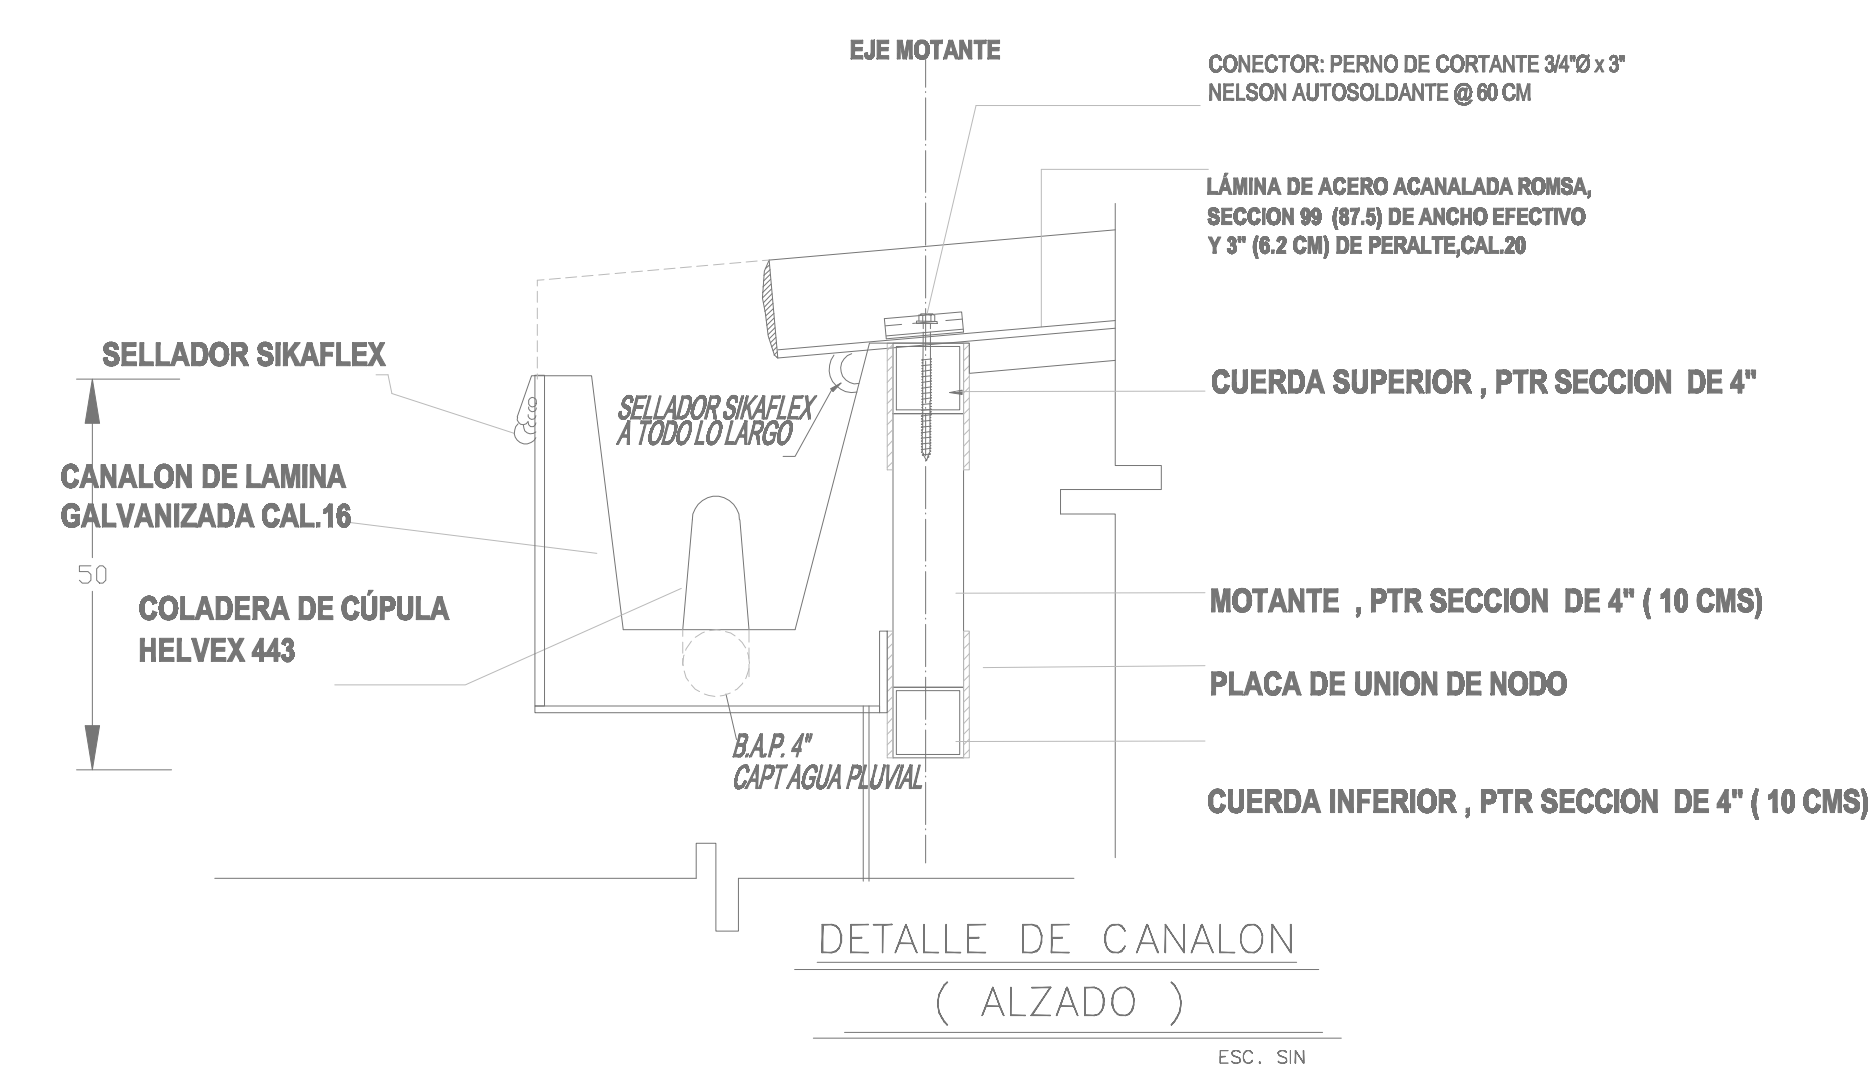 EJE MOTANTE
CONECTOR: PERNO DE CORTANTE 3/4"Ø x 3"
NELSON AUTOSOLDANTE @ 60 CM
LÁMINA DE ACERO ACANALADA ROMSA,
SECCION 99 (87.5) DE ANCHO EFECTIVO
Y 3" (6.2 CM) DE PERALTE,CAL.20
SELLADOR SIKAFLEX
CUERDA SUPERIOR , PTR SECCION DE 4"
SELLADOR SIKAFLEX
A TODO LO LARGO
CANALON DE LAMINA
GALVANIZADA CAL.16
50
COLADERA DE CÚPULA
HELVEX 443
MOTANTE , PTR SECCION DE 4" ( 10 CMS)
PLACA DE UNION DE NODO
B.A.P. 4"
CAPT AGUA PLUVIAL
CUERDA INFERIOR , PTR SECCION DE 4" ( 10 CMS)
DETALLE DE CANALON
( ALZADO )
ESC. SIN